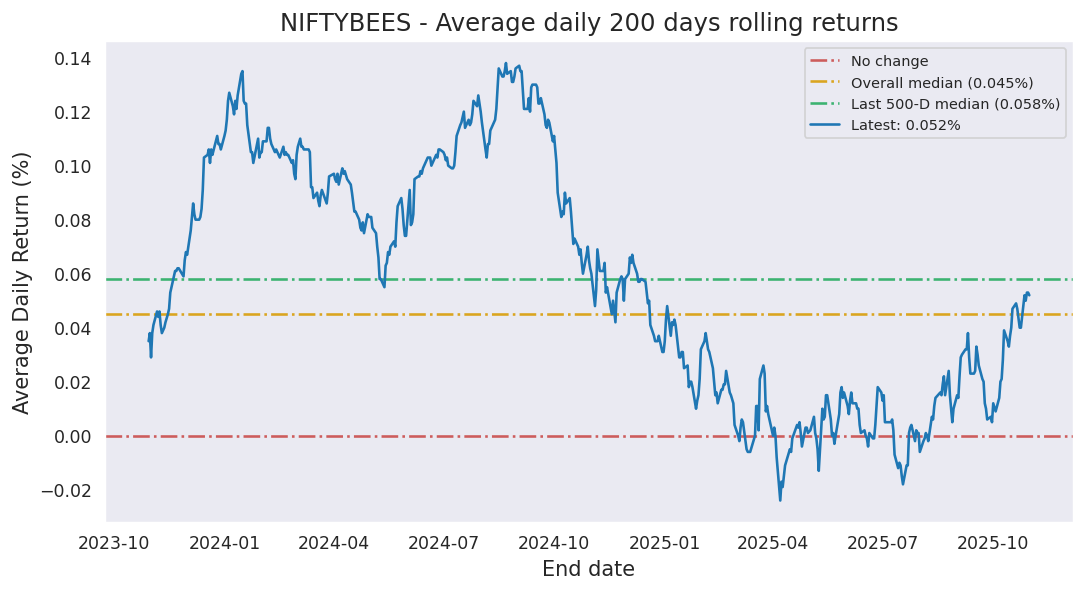 NIFTYBEES - Average daily 200 days rolling returns
No change
Overall median (0.045%)
Last 500-D median (0.058%)
Latest: 0.052%
Average Daily Return (%)
0.14
0.12
0.10
0.08
0.06
0.04
0.02
0.00
−0.02
2023-10 2024-01 2024-04 2024-07 2024-10 2025-01 2025-04 2025-07 2025-10
End date